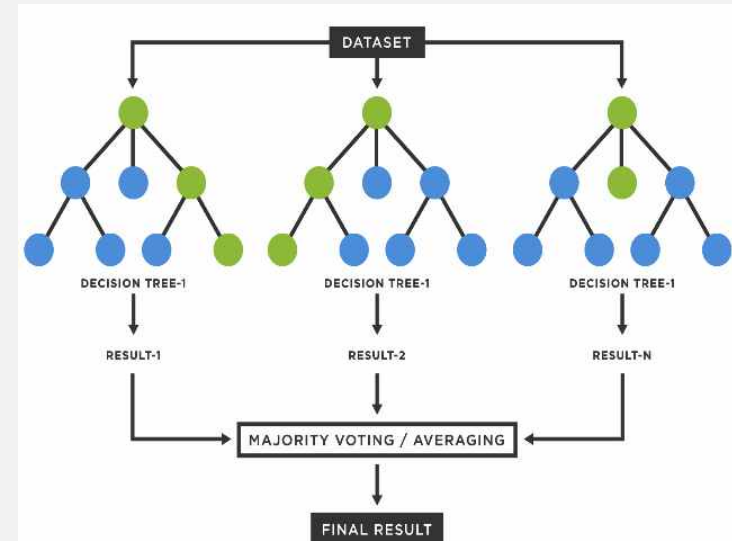 DATASET
DECISION TREE-1
DECISION TREE-1
DECISION TREE-1
RESULT-1
RESULT-2
RESULT-N
MAJORITY VOTING / AVERAGING
FINAL RESULT